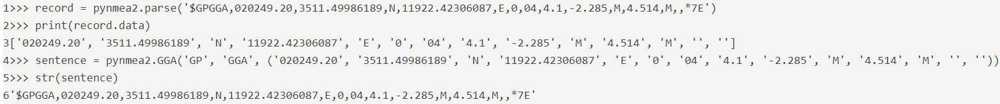 1>>> record = pynmea2.parse('$GPGGA,020249.20,3511.49986189,N,11922.42306087,E,0,04,4.1,-2.285,M,4.514,M,,*7E')
2>>> print(record.data)
3['020249.20', '3511.49986189', 'N', '11922.42306087', 'E', '0', '04', '4.1', '-2.285', 'M', '4.514', 'M', '', '']
4>>> sentence = pynmea2.GGA('GP', 'GGA', ('020249.20', '3511.49986189', 'N', '11922.42306087', 'E', '0', '04', '4.1', '-2.285', 'M', '4.514', 'M', '', ''))
5>>> str(sentence)
6'$GPGGA,020249.20,3511.49986189,N,11922.42306087,E,0,04,4.1,-2.285,M,4.514,M,,*7E'